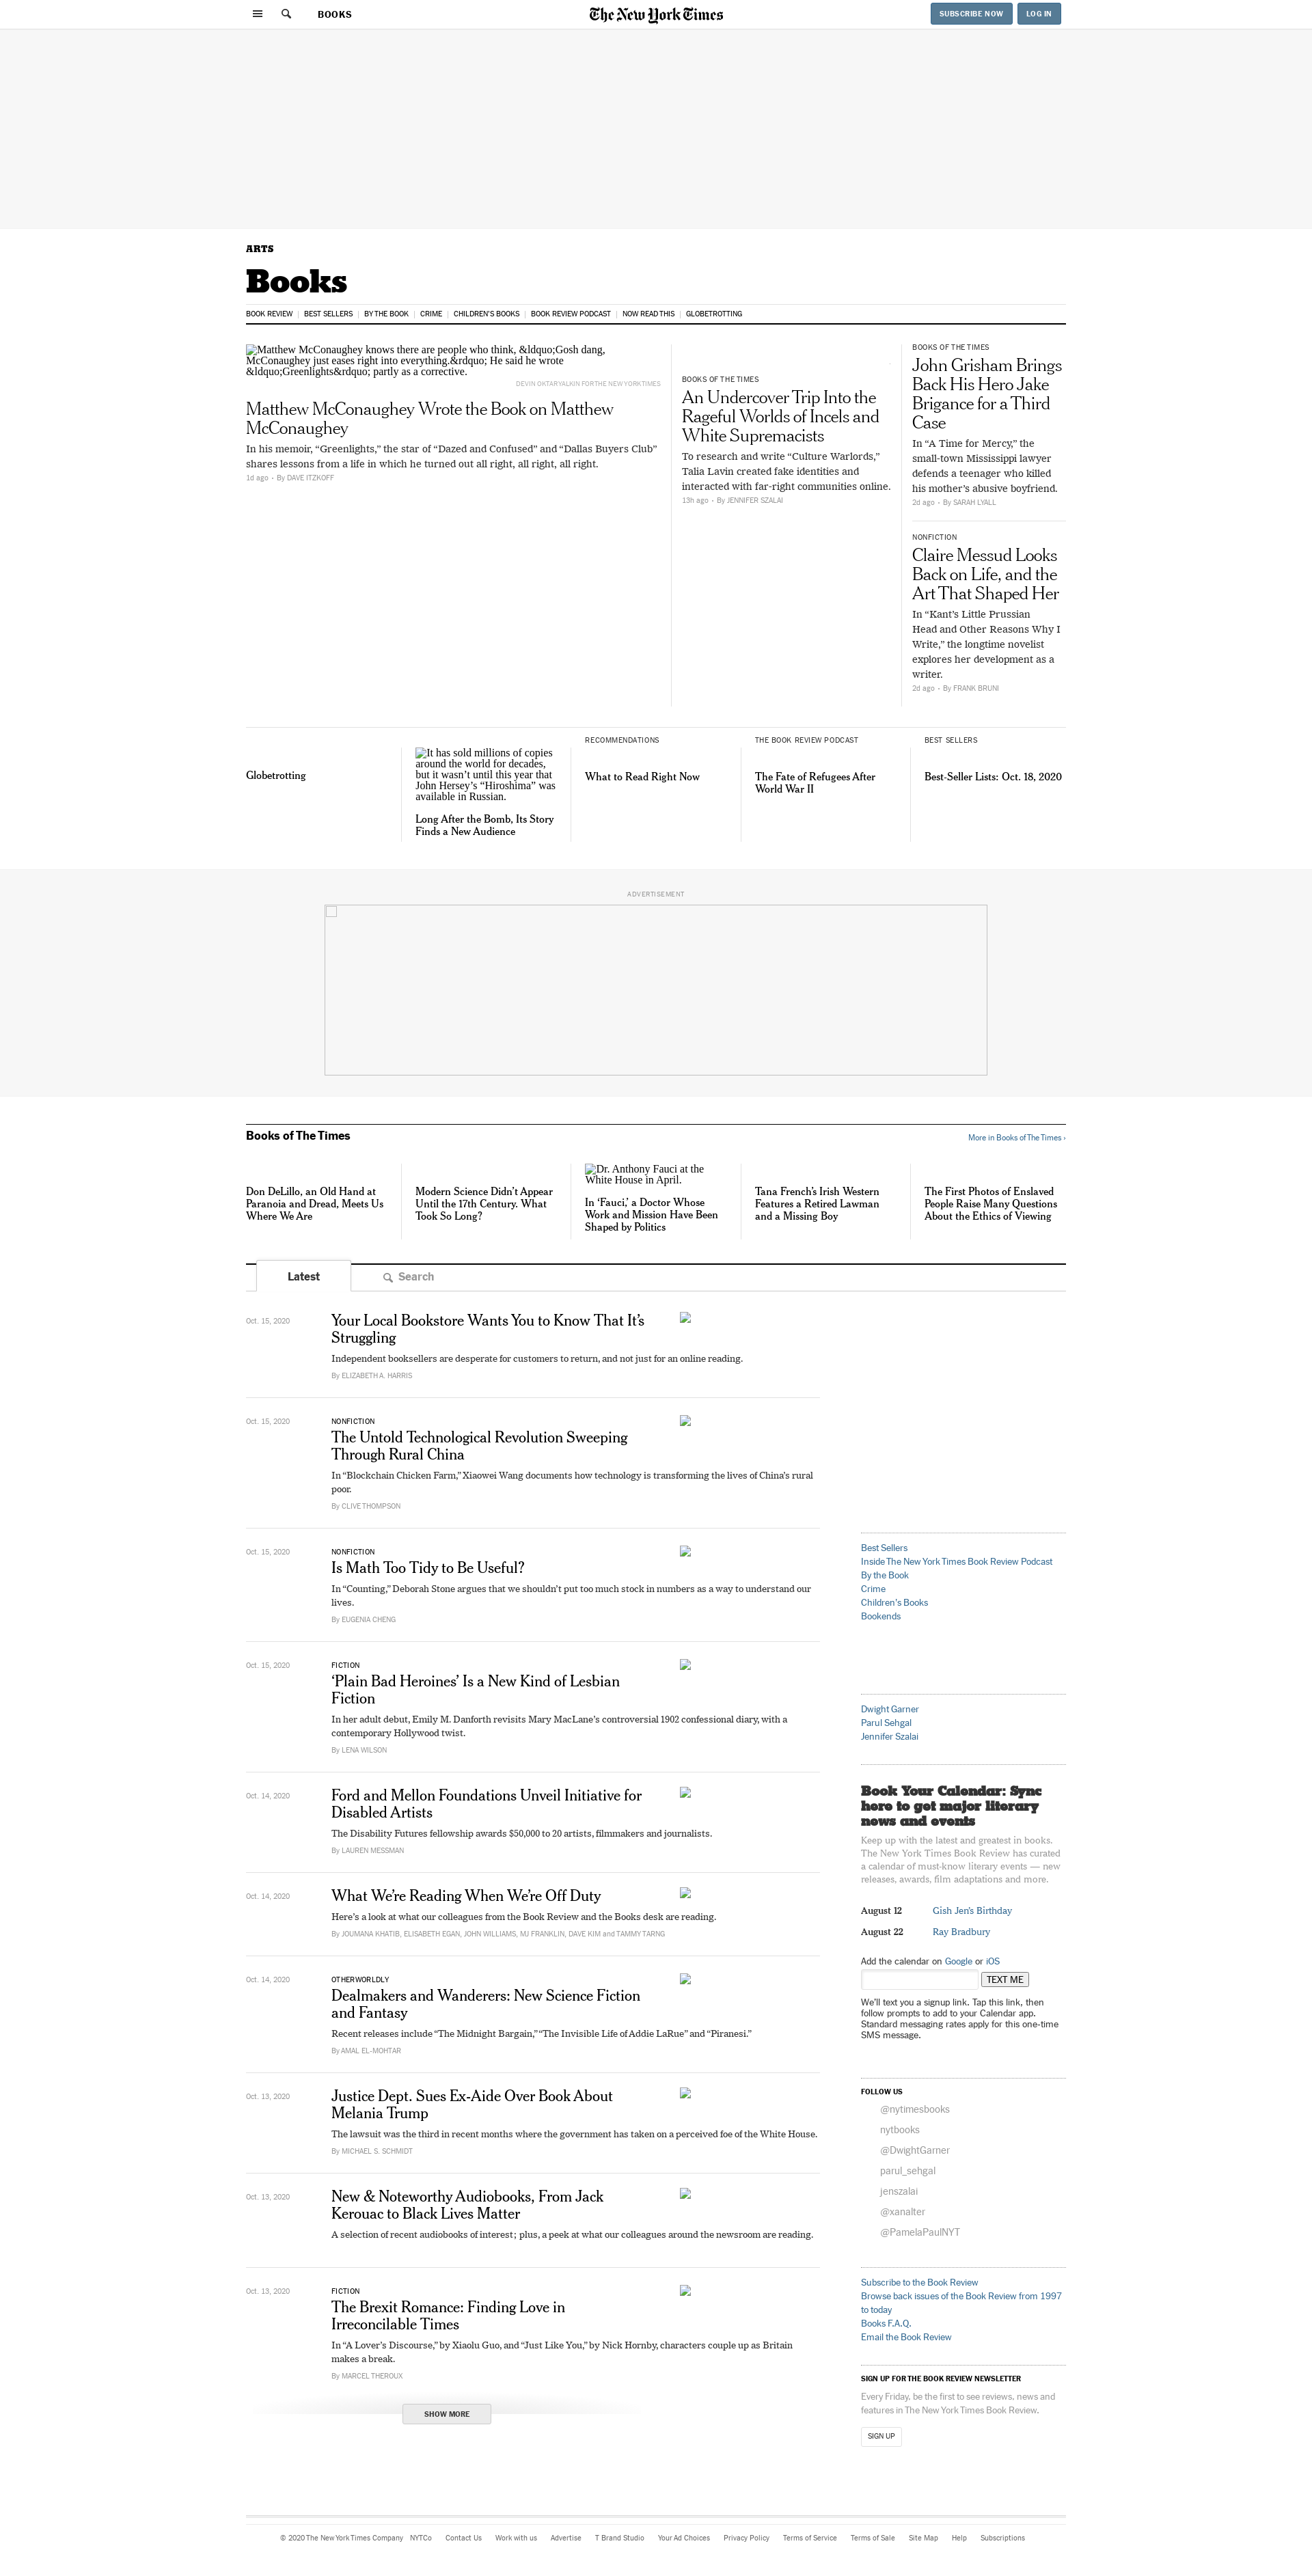 BOOKS
The New York Times
SUBSCRIBE NOW
LOG IN
ARTS
Books
BOOK REVIEW
BEST SELLERS
BY THE BOOK
CRIME
CHILDREN'S BOOKS
BOOK REVIEW PODCAST
NOW READ THIS
GLOBETROTTING
Matthew McConaughey knows there are people who think, &ldquo;Gosh dang,
McConaughey just eases right into everything.&rdquo; He said he wrote
&ldquo;Greenlights&rdquo; partly as a corrective.
DEVIN OKTAR YALKIN FOR THE NEW YORK TIMES
Matthew McConaughey Wrote the Book on Matthew
McConaughey
In his memoir, “Greenlights,” the star of “Dazed and Confused” and “Dallas Buyers Club”
shares lessons from a life in which he turned out all right, all right, all right.
1d ago • By DAVE ITZKOFF
BOOKS OF THE TIMES
An Undercover Trip Into the
Rageful Worlds of Incels and
White Supremacists
To research and write “Culture Warlords,”
Talia Lavin created fake identities and
interacted with far-right communities online.
13h ago • By JENNIFER SZALAI
BOOKS OF THE TIMES
John Grisham Brings
Back His Hero Jake
Brigance for a Third
Case
In “A Time for Mercy,” the
small-town Mississippi lawyer
defends a teenager who killed
his mother’s abusive boyfriend.
2d ago • By SARAH LYALL
NONFICTION
Claire Messud Looks
Back on Life, and the
Art That Shaped Her
In “Kant’s Little Prussian
Head and Other Reasons Why I
Write,” the longtime novelist
explores her development as a
writer.
2d ago • By FRANK BRUNI
Globetrotting
It has sold millions of copies
around the world for decades,
but it wasn’t until this year that
John Hersey’s “Hiroshima” was
available in Russian.
Long After the Bomb, Its Story
Finds a New Audience
RECOMMENDATIONS
What to Read Right Now
THE BOOK REVIEW PODCAST
The Fate of Refugees After
World War II
BEST SELLERS
Best-Seller Lists: Oct. 18, 2020
ADVERTISEMENT
Books of The Times
More in Books of The Times ›
Don DeLillo, an Old Hand at
Paranoia and Dread, Meets Us
Where We Are
Modern Science Didn’t Appear
Until the 17th Century. What
Took So Long?
Dr. Anthony Fauci at the
White House in April.
In ‘Fauci,’ a Doctor Whose
Work and Mission Have Been
Shaped by Politics
Tana French’s Irish Western
Features a Retired Lawman
and a Missing Boy
The First Photos of Enslaved
People Raise Many Questions
About the Ethics of Viewing
Latest
Search
Oct. 15, 2020
Your Local Bookstore Wants You to Know That It’s
Struggling
Independent booksellers are desperate for customers to return, and not just for an online reading.
By ELIZABETH A. HARRIS
Oct. 15, 2020
NONFICTION
The Untold Technological Revolution Sweeping
Through Rural China
In “Blockchain Chicken Farm,” Xiaowei Wang documents how technology is transforming the lives of China’s rural
poor.
By CLIVE THOMPSON
Oct. 15, 2020
NONFICTION
Is Math Too Tidy to Be Useful?
In “Counting,” Deborah Stone argues that we shouldn’t put too much stock in numbers as a way to understand our
lives.
By EUGENIA CHENG
Oct. 15, 2020
FICTION
‘Plain Bad Heroines’ Is a New Kind of Lesbian
Fiction
In her adult debut, Emily M. Danforth revisits Mary MacLane’s controversial 1902 confessional diary, with a
contemporary Hollywood twist.
By LENA WILSON
Oct. 14, 2020
Ford and Mellon Foundations Unveil Initiative for
Disabled Artists
The Disability Futures fellowship awards $50,000 to 20 artists, filmmakers and journalists.
By LAUREN MESSMAN
Oct. 14, 2020
What We’re Reading When We’re Off Duty
Here’s a look at what our colleagues from the Book Review and the Books desk are reading.
By JOUMANA KHATIB, ELISABETH EGAN, JOHN WILLIAMS, MJ FRANKLIN, DAVE KIM and TAMMY TARNG
Oct. 14, 2020
OTHERWORLDLY
Dealmakers and Wanderers: New Science Fiction
and Fantasy
Recent releases include “The Midnight Bargain,” “The Invisible Life of Addie LaRue” and “Piranesi.”
By AMAL EL-MOHTAR
Oct. 13, 2020
Justice Dept. Sues Ex-Aide Over Book About
Melania Trump
The lawsuit was the third in recent months where the government has taken on a perceived foe of the White House.
By MICHAEL S. SCHMIDT
Oct. 13, 2020
New & Noteworthy Audiobooks, From Jack
Kerouac to Black Lives Matter
A selection of recent audiobooks of interest; plus, a peek at what our colleagues around the newsroom are reading.
Oct. 13, 2020
FICTION
The Brexit Romance: Finding Love in
Irreconcilable Times
In “A Lover’s Discourse,” by Xiaolu Guo, and “Just Like You,” by Nick Hornby, characters couple up as Britain
makes a break.
By MARCEL THEROUX
SHOW MORE
Best Sellers
Inside The New York Times Book Review Podcast
By the Book
Crime
Children’s Books
Bookends
Dwight Garner
Parul Sehgal
Jennifer Szalai
Book Your Calendar: Sync
here to get major literary
news and events
Keep up with the latest and greatest in books.
The New York Times Book Review has curated
a calendar of must-know literary events — new
releases, awards, film adaptations and more.
August 12 Gish Jen's Birthday
August 22 Ray Bradbury
Add the calendar on Google or iOS
TEXT ME
We’ll text you a signup link. Tap this link, then
follow prompts to add to your Calendar app.
Standard messaging rates apply for this one-time
SMS message.
FOLLOW US
@nytimesbooks
nytbooks
@DwightGarner
parul_sehgal
jenszalai
@xanalter
@PamelaPaulNYT
Subscribe to the Book Review
Browse back issues of the Book Review from 1997
to today
Books F.A.Q.
Email the Book Review
SIGN UP FOR THE BOOK REVIEW NEWSLETTER
Every Friday, be the first to see reviews, news and
features in The New York Times Book Review.
SIGN UP
© 2020 The New York Times Company NYTCo Contact Us Work with us Advertise T Brand Studio Your Ad Choices Privacy Policy Terms of Service Terms of Sale Site Map Help Subscriptions